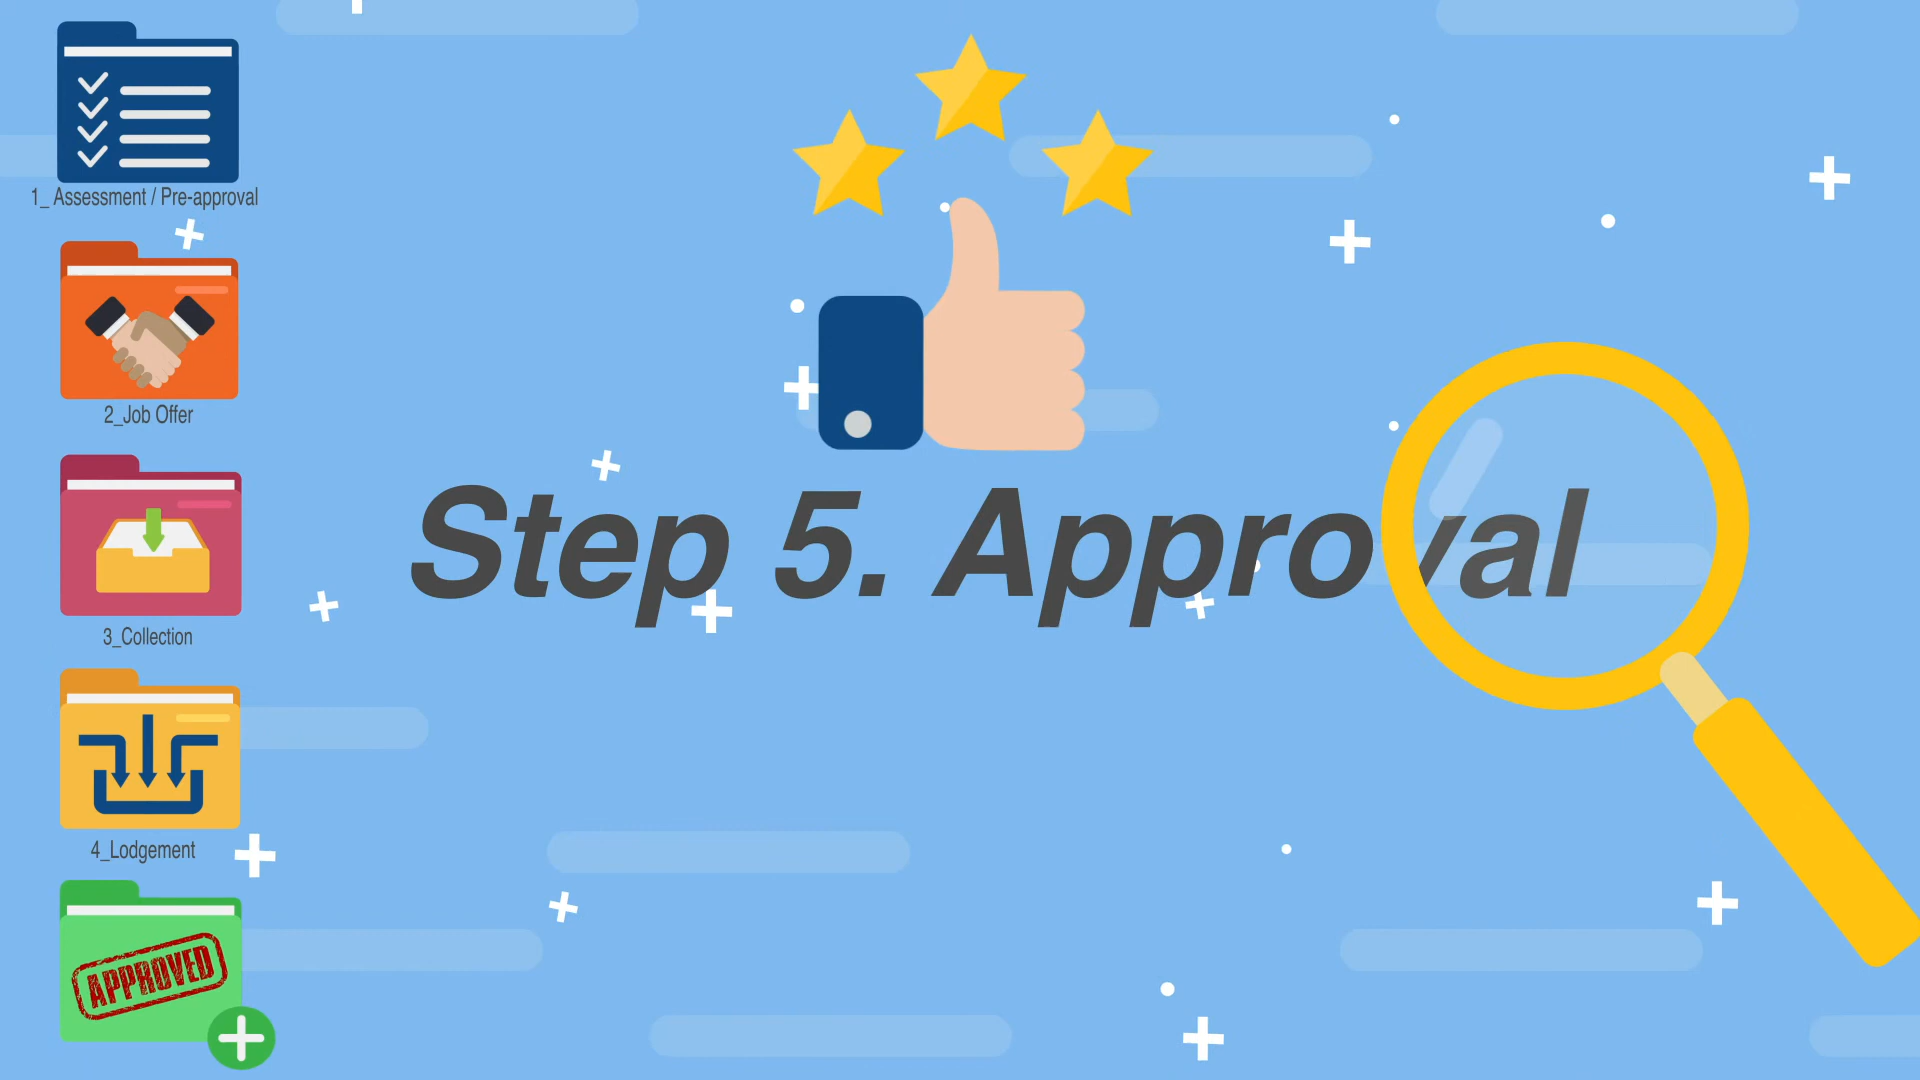 1_ Assessment / Pre-approval
2_Job Offer
3_Collection
4_Lodgement
APPROVED
Step 5. Approval